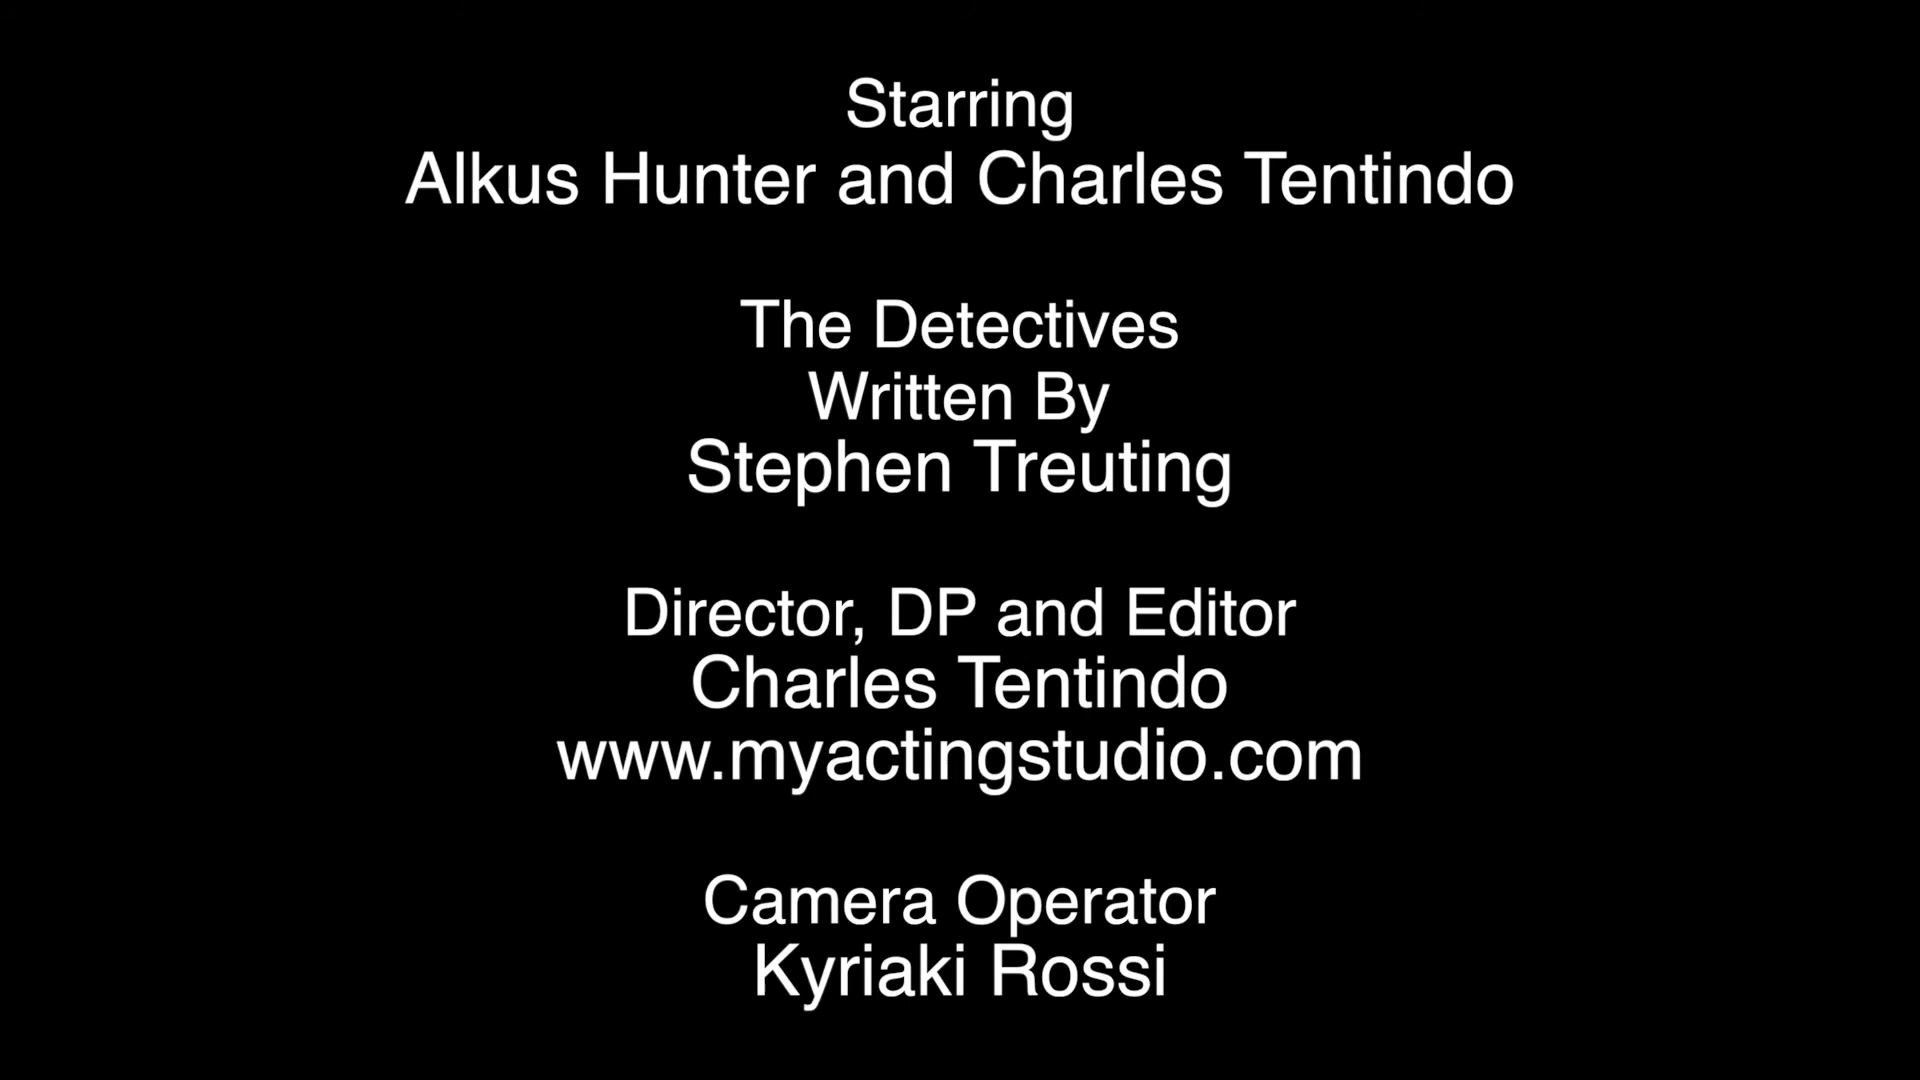 Starring
Alkus Hunter and Charles Tentindo
The Detectives
Written By
Stephen Treuting
Director, DP and Editor
Charles Tentindo
www.myactingstudio.com
Camera Operator
Kyriaki Rossi